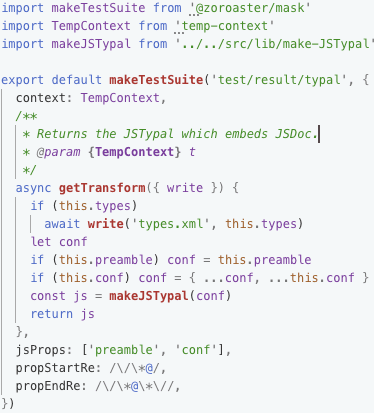 import makeTestSuite from '@zoroaster/mask'
import TempContext from 'temp-context'
import makeJSTypal from '../../src/lib/make-JSTypal'
export default makeTestSuite('test/result/typal', {
context: TempContext,
/**
* Returns the JSTypal which embeds JSDoc.
* @param {TempContext} t
*/
async getTransform({ write }) {
if (this.types)
await write('types.xml', this.types)
let conf
if (this.preamble) conf = this.preamble
if (this.conf) conf = { ...conf, ...this.conf }
const js = makeJSTypal(conf)
return js
},
jsProps: ['preamble', 'conf'],
propStartRe: /\/\*@/,
propEndRe: /\/\*@\*\//,
})